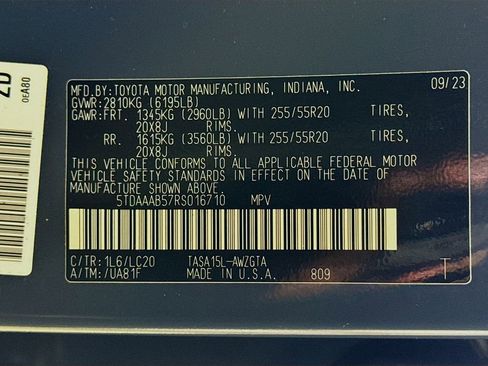 MFD.BY:TOYOTA MOTOR MANUFACTURING, INDIANA, INC. 09/23
GVWR:2810KG (6195LB)
GAWR:FRT. 1345KG (2960LB) WITH 255/55R20 TIRES,
20X8J RIMS.
RR. 1615KG (3560LB) WITH 255/55R20 TIRES,
20X8J RIMS.
THIS VEHICLE CONFORMS TO ALL APPLICABLE FEDERAL MOTOR
VEHICLE SAFETY STANDARDS IN EFFECT ON THE DATE OF
MANUFACTURE SHOWN ABOVE.
5TDAAAB57RS016710 MPV
C/TR:1L6/LC20 TASA15L-AWZGTA
A/TM:/UA81F MADE IN U.S.A. 809 T
0EA80